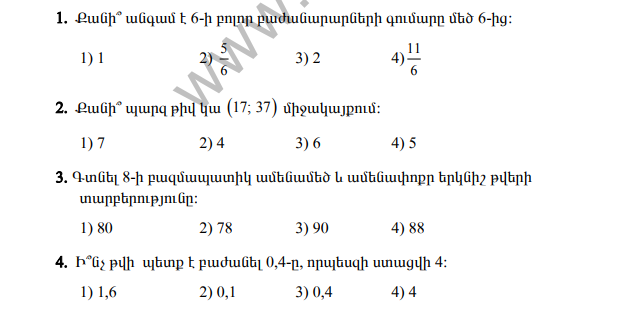 1. Քանի՞ անգամ է 6-ի բոլոր բաժանարարների գումարը մեծ 6-ից:
1) 1 2) 5/6 3) 2 4) 11/6
2. Քանի՞ պարզ թիվ կա (17; 37) միջակայքում:
1) 7 2) 4 3) 6 4) 5
3. Գտնել 8-ի բազմապատիկ ամենամեծ և ամենափոքր երկնիշ թվերի
տարբերությունը:
1) 80 2) 78 3) 90 4) 88
4. Ի՞նչ թվի պետք է բաժանել 0,4-ը, որպեսզի ստացվի 4:
1) 1,6 2) 0,1 3) 0,4 4) 4
www.